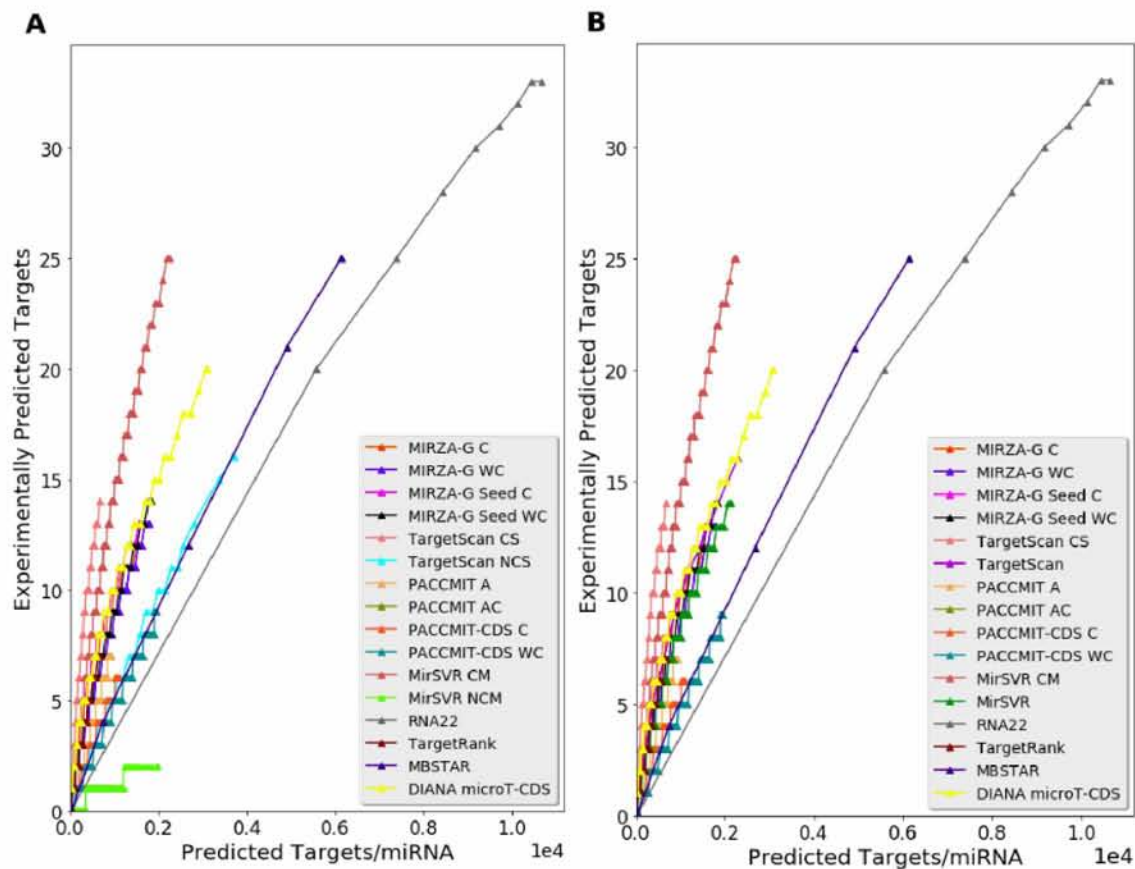 A
Experimentally Predicted Targets
30
25
20
15
10
5
0
0.0
0.2
0.4
0.6
0.8
1.0
1e4
Predicted Targets/miRNA
MIRZA-G C
MIRZA-G WC
MIRZA-G Seed C
MIRZA-G Seed WC
TargetScan CS
TargetScan NCS
PACCMIT A
PACCMIT AC
PACCMIT-CDS C
PACCMIT-CDS WC
MirSVR CM
MirSVR NCM
RNA22
TargetRank
MBSTAR
DIANA microT-CDS
B
Experimentally Predicted Targets
30
25
20
15
10
5
0
0.0
0.2
0.4
0.6
0.8
1.0
1e4
Predicted Targets/miRNA
MIRZA-G C
MIRZA-G WC
MIRZA-G Seed C
MIRZA-G Seed WC
TargetScan CS
TargetScan
PACCMIT A
PACCMIT AC
PACCMIT-CDS C
PACCMIT-CDS WC
MirSVR CM
MirSVR
RNA22
TargetRank
MBSTAR
DIANA microT-CDS